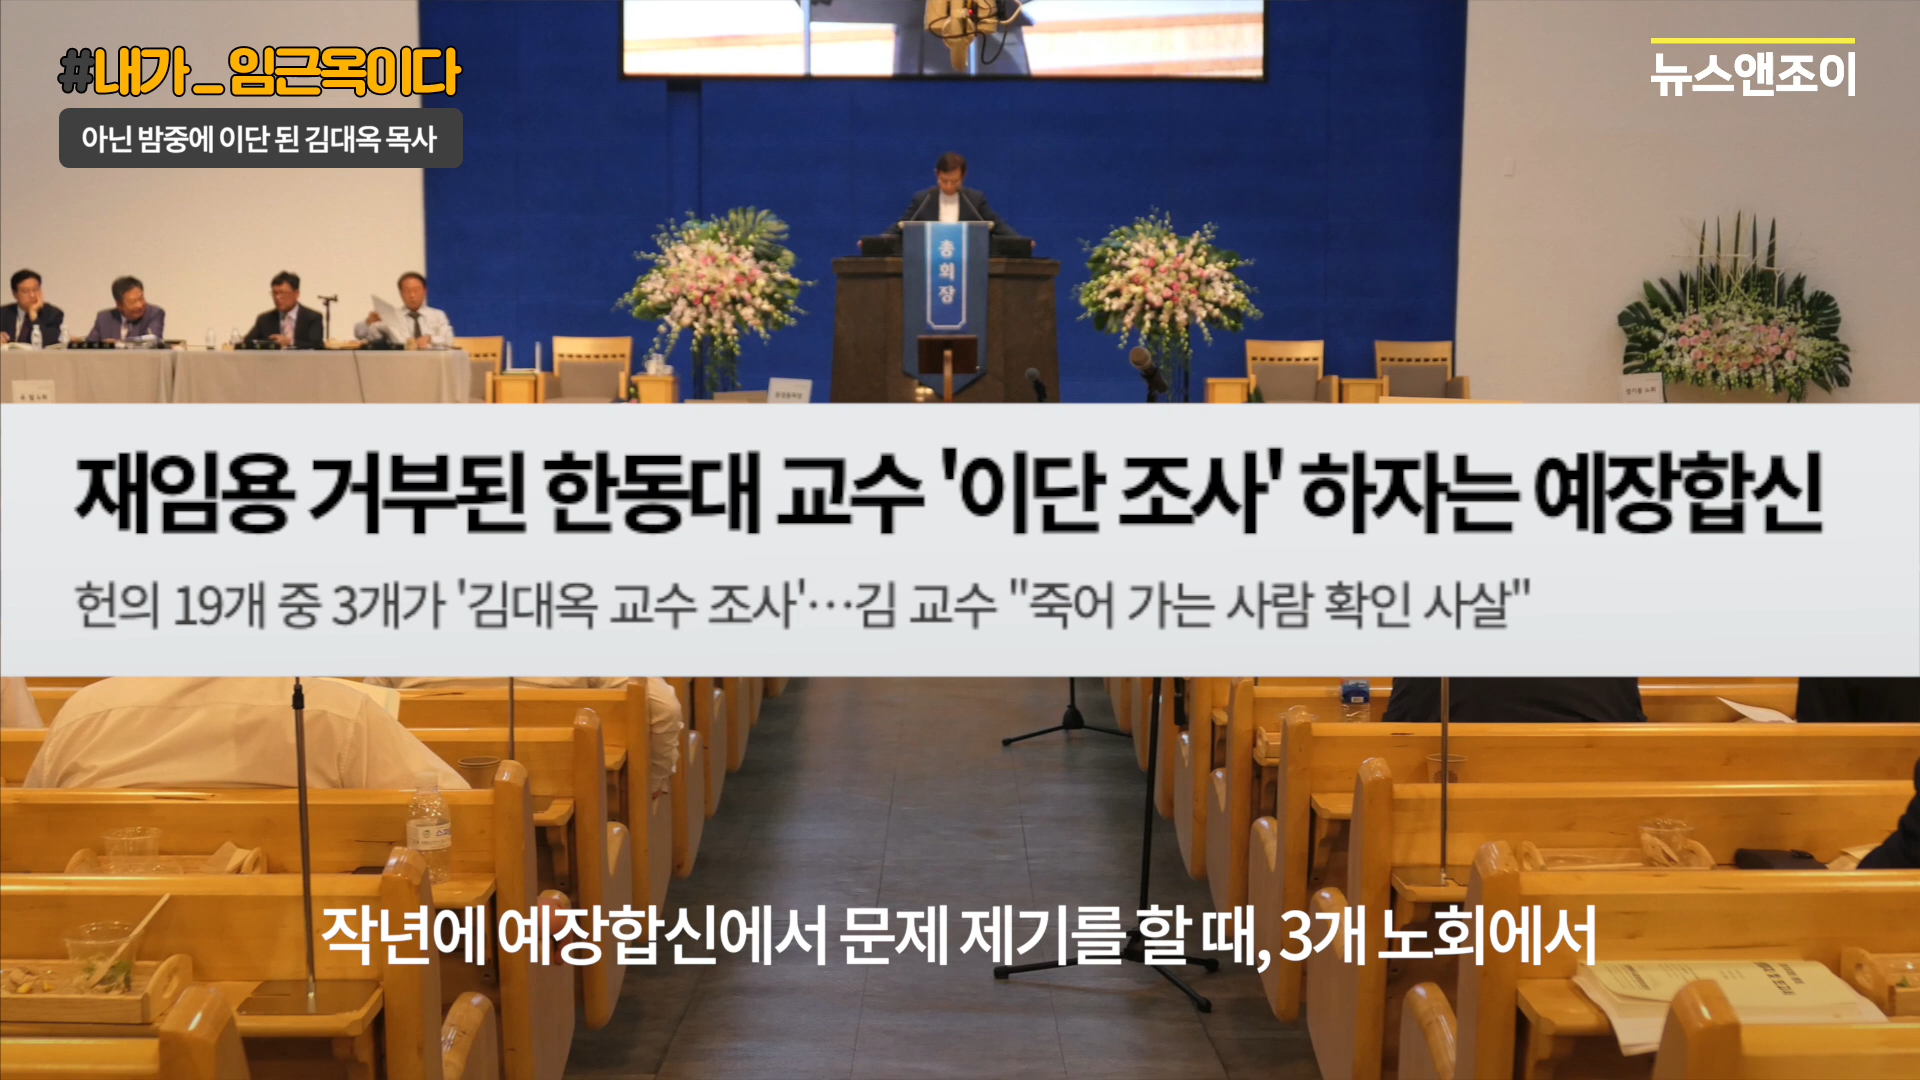 #내가_임근옥이다
아닌 밤중에 이단 된 김대옥 목사
뉴스앤조이
총회장
재임용 거부된 한동대 교수 '이단 조사' 하자는 예장합신
헌의 19개 중 3개가 '김대옥 교수 조사'…김 교수 "죽어 가는 사람 확인 사살"
작년에 예장합신에서 문제 제기를 할 때, 3개 노회에서